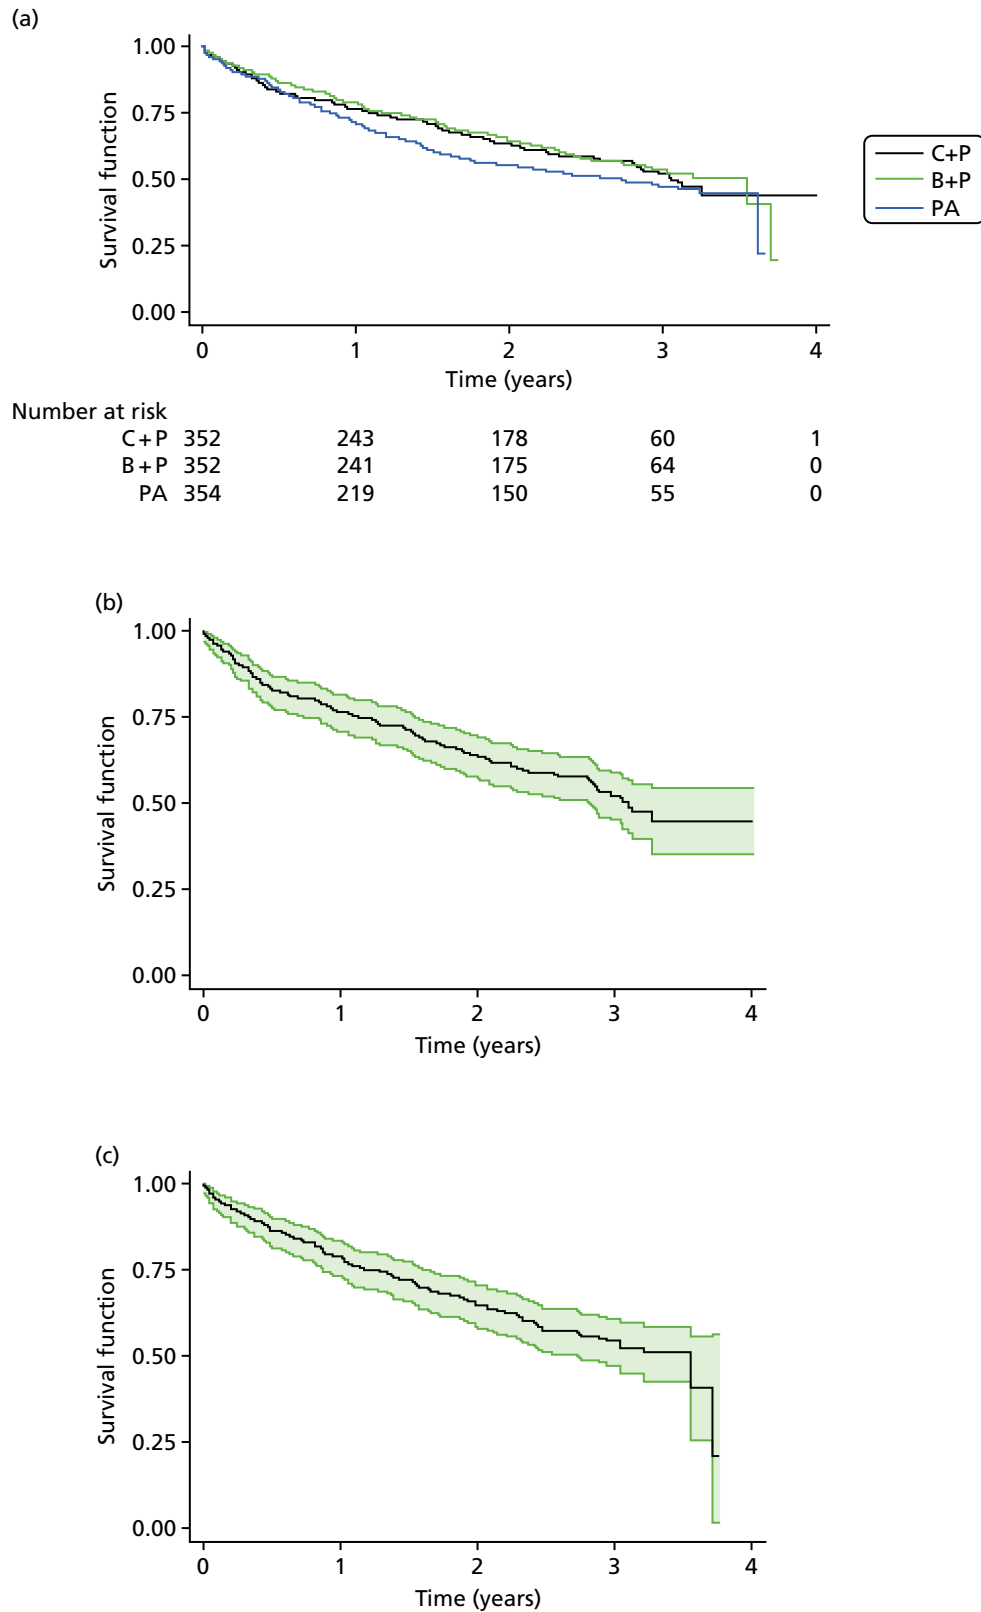 (a)
1.00
0.75
0.50
0.25
0.00
Survival function
0 1 2 3 4
Time (years)
C+P
B+P
PA
Number at risk
C+P 352 243 178 60 1
B+P 352 241 175 64 0
PA 354 219 150 55 0
(b)
1.00
0.75
0.50
0.25
0.00
Survival function
0 1 2 3 4
Time (years)
(c)
1.00
0.75
0.50
0.25
0.00
Survival function
0 1 2 3 4
Time (years)